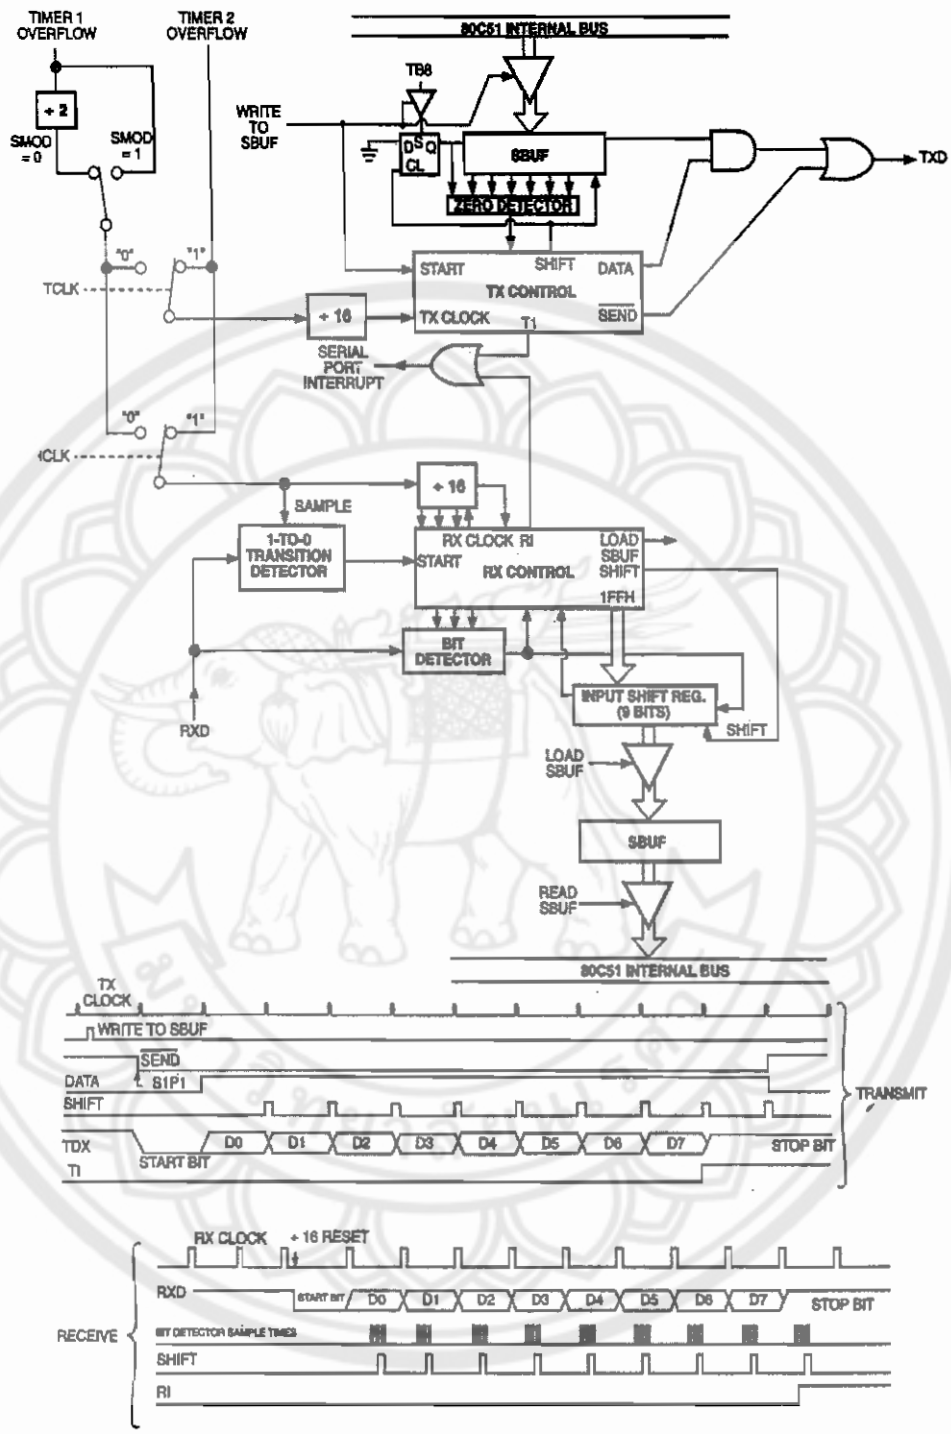 TIMER 1
OVERFLOW
TIMER 2
OVERFLOW
80C51 INTERNAL BUS
TB8
WRITE
TO
SBUF
÷ 2
SMOD
= 0
SMOD
= 1
D S Q
CL
SBUF
TXD
ZERO DETECTOR
"0"
"1"
TCLK
START
SHIFT
DATA
TX CONTROL
÷ 16
TX CLOCK
T1
SEND
SERIAL
PORT
INTERRUPT
"0"
"1"
ICLK
÷ 16
SAMPLE
1-TO-0
TRANSITION
DETECTOR
RX CLOCK RI
LOAD
SBUF
START
RX CONTROL
SHIFT
1FFH
BIT
DETECTOR
RXD
INPUT SHIFT REG.
(9 BITS)
SHIFT
LOAD
SBUF
SBUF
READ
SBUF
80C51 INTERNAL BUS
TX
CLOCK
WRITE TO SBUF
SEND
DATA
S1P1
SHIFT
TRANSMIT
TDX
START BIT
D0 D1 D2 D3 D4 D5 D6 D7
STOP BIT
TI
RX CLOCK
÷ 16 RESET
RXD
START BIT
D0 D1 D2 D3 D4 D5 D6 D7
STOP BIT
RECEIVE
BIT DETECTOR SAMPLE TIMES
SHIFT
RI